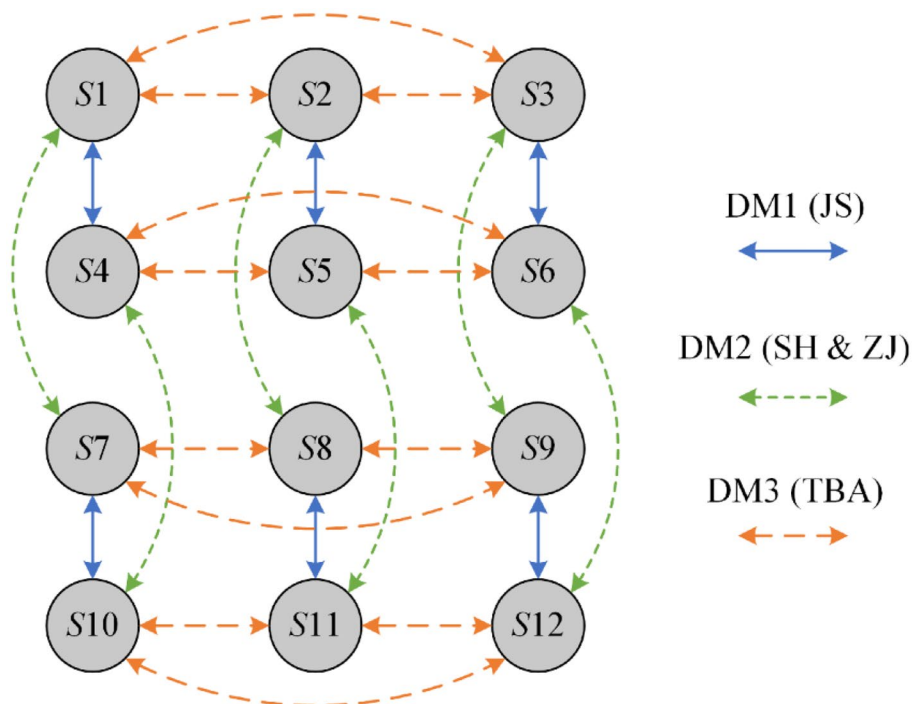 S1 S2 S3
DM1 (JS)
S4 S5 S6
DM2 (SH & ZJ)
S7 S8 S9
DM3 (TBA)
S10 S11 S12